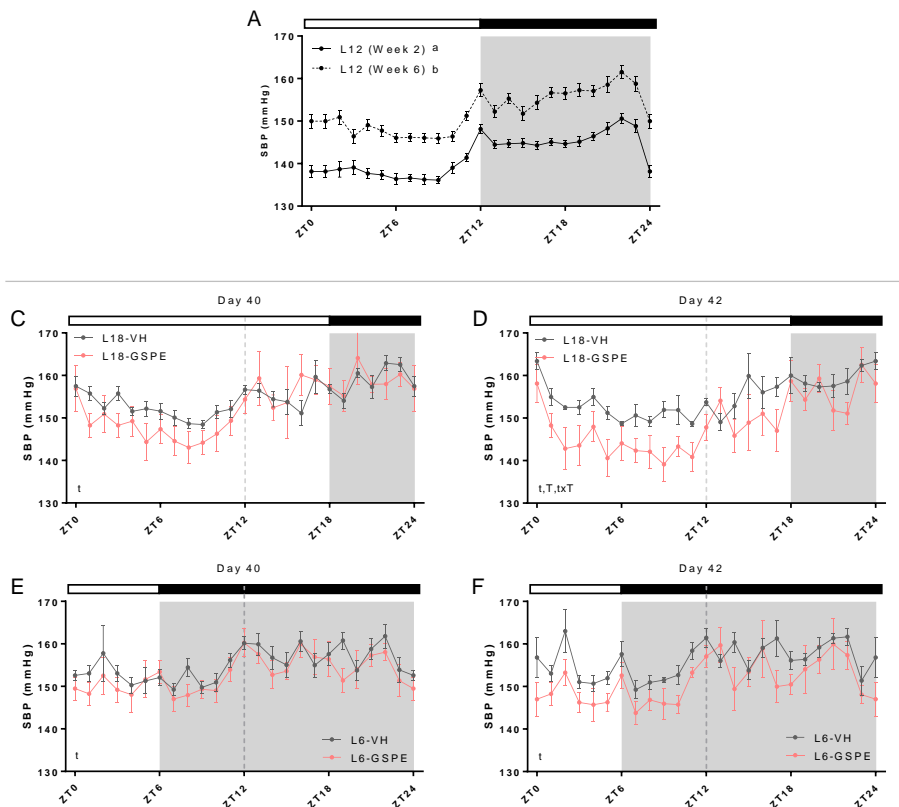 A
170
160
150
140
130
SBP (mmHg)
L12 (Week 2) a
L12 (Week 6) b
ZT0
ZT6
ZT12
ZT18
ZT24
C
Day 40
170
160
150
140
130
SBP (mmHg)
L18-VH
L18-GSPE
t
ZT0
ZT6
ZT12
ZT18
ZT24
D
Day 42
170
160
150
140
130
SBP (mmHg)
L18-VH
L18-GSPE
t,T,txT
ZT0
ZT6
ZT12
ZT18
ZT24
E
Day 40
170
160
150
140
130
SBP (mmHg)
L6-VH
L6-GSPE
t
ZT0
ZT6
ZT12
ZT18
ZT24
F
Day 42
170
160
150
140
130
SBP (mmHg)
L6-VH
L6-GSPE
t
ZT0
ZT6
ZT12
ZT18
ZT24